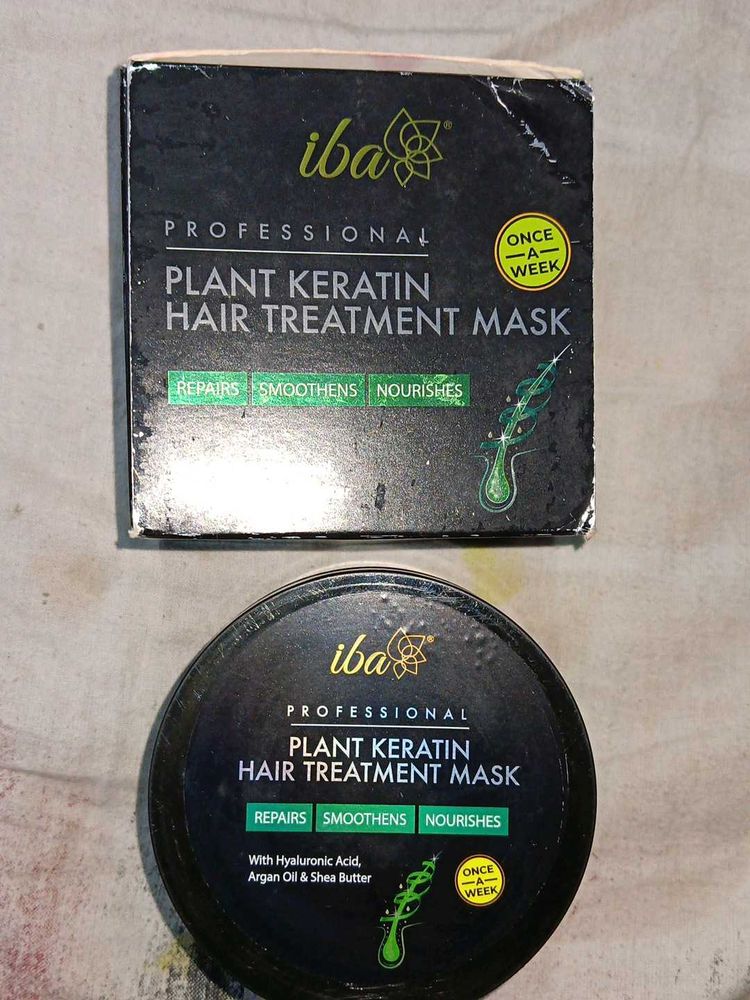 iba®
PROFESSIONAL
ONCE
A
WEEK
PLANT KERATIN
HAIR TREATMENT MASK
REPAIRS SMOOTHENS NOURISHES
iba®
PROFESSIONAL
PLANT KERATIN
HAIR TREATMENT MASK
REPAIRS SMOOTHENS NOURISHES
With Hyaluronic Acid,
Argan Oil & Shea Butter
ONCE
A
WEEK